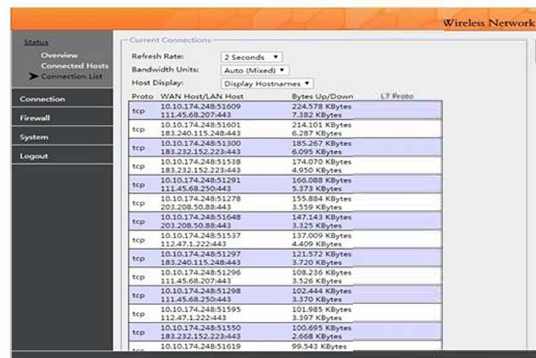 Wireless Network
Status
Overview
Connected Hosts
Connection List
Connection
Firewall
System
Logout
Current Connections
Refresh Rate: 2 Seconds
Bandwidth Units: Auto (Mixed)
Host Display: Display Hostnames
Proto WAN Host/LAN Host Bytes Up/Down L7 Proto
tcp 10.10.174.248:51609 224.578 KBytes
111.45.68.207:443 7.382 KBytes
tcp 10.10.174.248:51601 214.101 KBytes
183.240.115.248:443 6.287 KBytes
tcp 10.10.174.248:51300 185.267 KBytes
183.232.152.223:443 6.095 KBytes
tcp 10.10.174.248:51538 174.070 KBytes
183.232.152.223:443 4.950 KBytes
tcp 10.10.174.248:51291 166.088 KBytes
111.45.68.250:443 5.373 KBytes
tcp 10.10.174.248:51278 155.884 KBytes
203.208.50.88:443 3.559 KBytes
tcp 10.10.174.248:51648 147.143 KBytes
203.208.50.88:443 3.325 KBytes
tcp 10.10.174.248:51537 137.009 KBytes
112.47.1.222:443 4.409 KBytes
tcp 10.10.174.248:51297 121.572 KBytes
183.240.115.248:443 3.720 KBytes
tcp 10.10.174.248:51296 108.236 KBytes
111.45.68.207:443 3.526 KBytes
tcp 10.10.174.248:51298 102.444 KBytes
111.45.68.250:443 3.370 KBytes
tcp 10.10.174.248:51595 101.985 KBytes
112.47.1.222:443 3.397 KBytes
tcp 10.10.174.248:51550 100.695 KBytes
183.232.152.223:443 2.668 KBytes
10.10.174.248:51619 99.543 KBytes